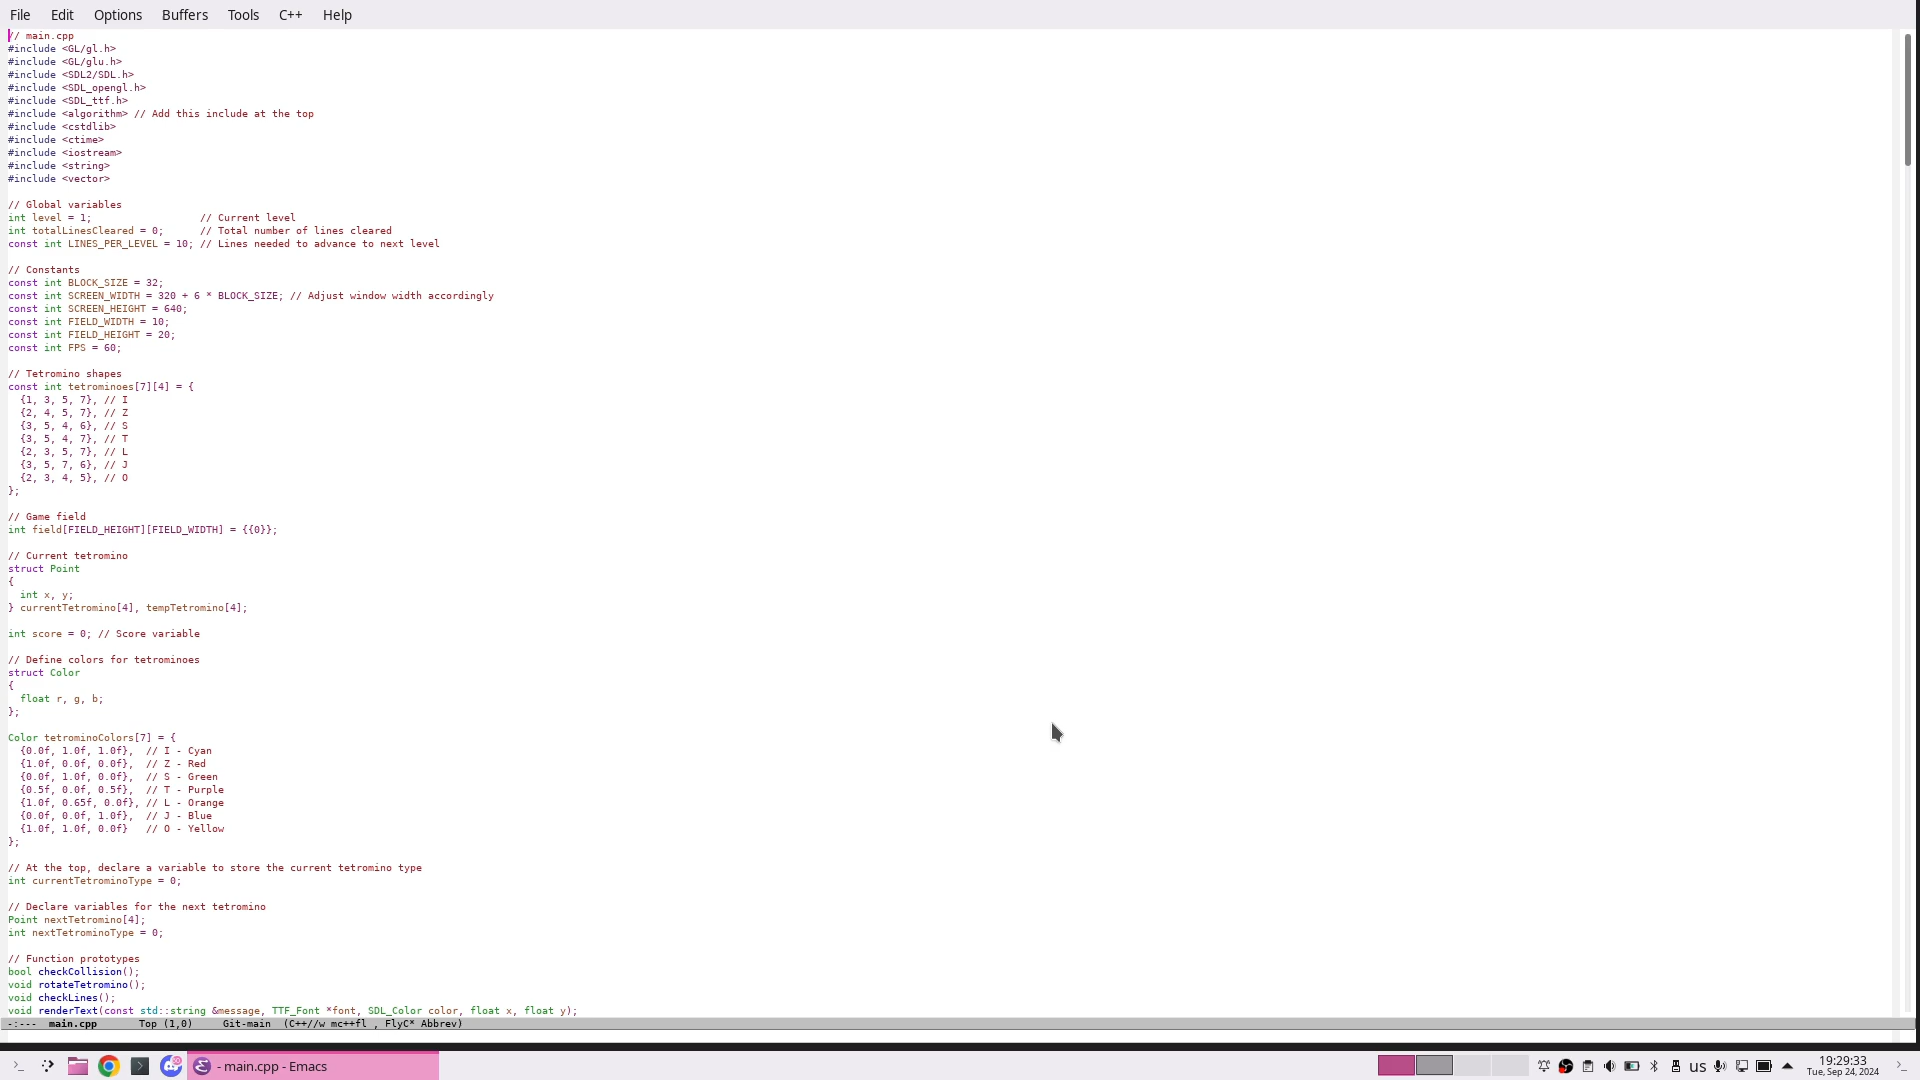 File Edit Options Buffers Tools C++ Help
// main.cpp
#include <GL/gl.h>
#include <GL/glu.h>
#include <SDL2/SDL.h>
#include <SDL_opengl.h>
#include <SDL_ttf.h>
#include <algorithm> // Add this include at the top
#include <cstdlib>
#include <ctime>
#include <iostream>
#include <string>
#include <vector>

// Global variables
int level = 1;                  // Current level
int totalLinesCleared = 0;      // Total number of lines cleared
const int LINES_PER_LEVEL = 10; // Lines needed to advance to next level

// Constants
const int BLOCK_SIZE = 32;
const int SCREEN_WIDTH = 320 + 6 * BLOCK_SIZE; // Adjust window width accordingly
const int SCREEN_HEIGHT = 640;
const int FIELD_WIDTH = 10;
const int FIELD_HEIGHT = 20;
const int FPS = 60;

// Tetromino shapes
const int tetrominoes[7][4] = {
  {1, 3, 5, 7}, // I
  {2, 4, 5, 7}, // Z
  {3, 5, 4, 6}, // S
  {3, 5, 4, 7}, // T
  {2, 3, 5, 7}, // L
  {3, 5, 7, 6}, // J
  {2, 3, 4, 5}, // O
};

// Game field
int field[FIELD_HEIGHT][FIELD_WIDTH] = {{0}};

// Current tetromino
struct Point
{
  int x, y;
} currentTetromino[4], tempTetromino[4];

int score = 0; // Score variable

// Define colors for tetrominoes
struct Color
{
  float r, g, b;
};

Color tetrominoColors[7] = {
  {0.0f, 1.0f, 1.0f},  // I - Cyan
  {1.0f, 0.0f, 0.0f},  // Z - Red
  {0.0f, 1.0f, 0.0f},  // S - Green
  {0.5f, 0.0f, 0.5f},  // T - Purple
  {1.0f, 0.65f, 0.0f}, // L - Orange
  {0.0f, 0.0f, 1.0f},  // J - Blue
  {1.0f, 1.0f, 0.0f}   // O - Yellow
};

// At the top, declare a variable to store the current tetromino type
int currentTetrominoType = 0;

// Declare variables for the next tetromino
Point nextTetromino[4];
int nextTetrominoType = 0;

// Function prototypes
bool checkCollision();
void rotateTetromino();
void checkLines();
void renderText(const std::string &message, TTF_Font *font, SDL_Color color, float x, float y);
-:---  main.cpp       Top (1,0)     Git-main  (C++//w mc++fl , FlyC* Abbrev)
- main.cpp - Emacs
us
19:29:33
Tue, Sep 24, 2024